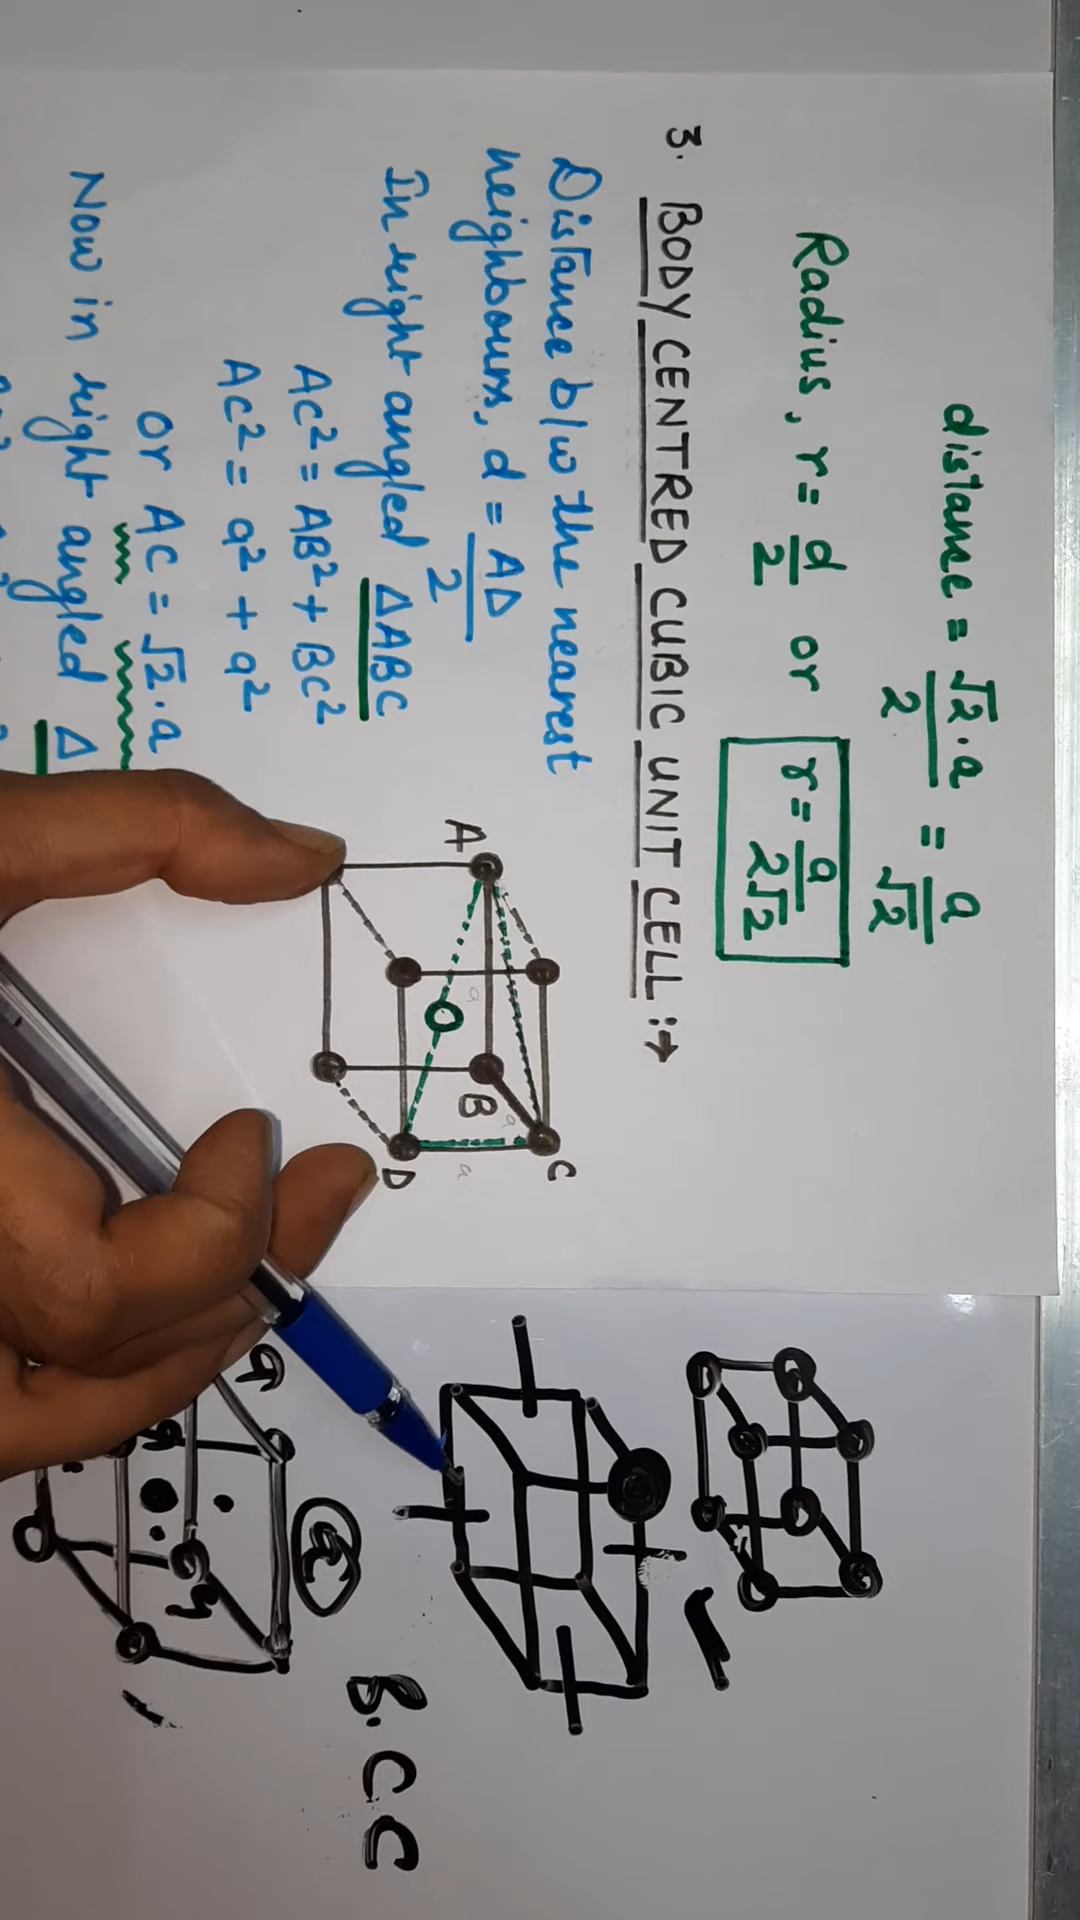 distance = √2·a/2 = a/√2
Radius, r = d/2 or r = a/2√2
3. BODY CENTRED CUBIC UNIT CELL :→
Distance b/w the nearest
neighbours, d = AD/2
In right angled ΔABC
AC² = AB² + BC²
AC² = a² + a²
or AC = √2·a
Now in right angled Δ
A
B
C
D
a
a
a
B.CC